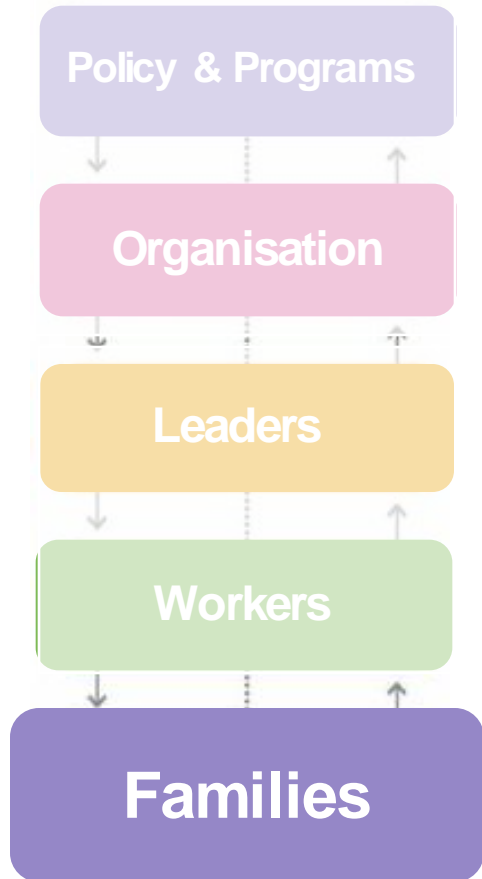 Policy & Programs
Organisation
Leaders
Workers
Families